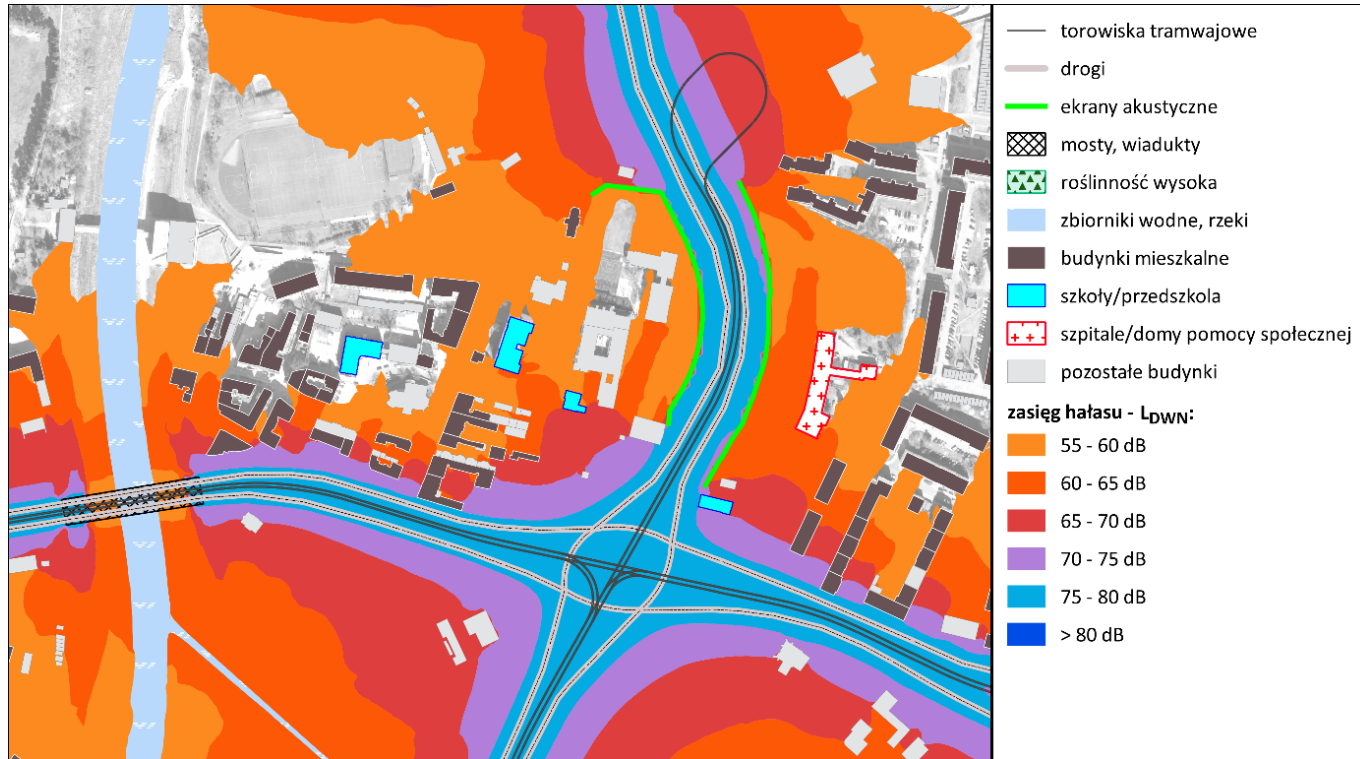 torowiska tramwajowe
drogi
ekrany akustyczne
mosty, wiadukty
roślinność wysoka
zbiorniki wodne, rzeki
budynki mieszkalne
szkoły/przedszkola
szpitale/domy pomocy społecznej
pozostałe budynki
zasięg hałasu - LDWN:
55 - 60 dB
60 - 65 dB
65 - 70 dB
70 - 75 dB
75 - 80 dB
> 80 dB